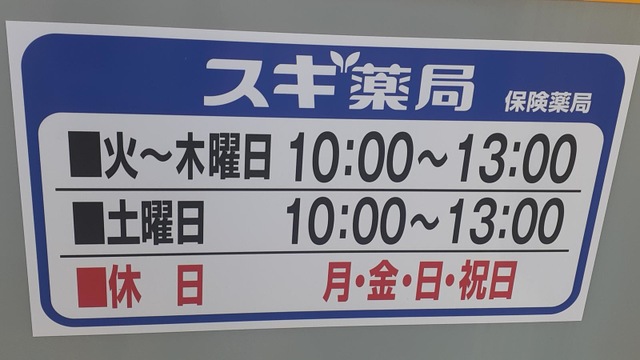 スギ薬局 保険薬局
■火～木曜日 10:00～13:00
■土曜日 10:00～13:00
■休 日 月・金・日・祝日